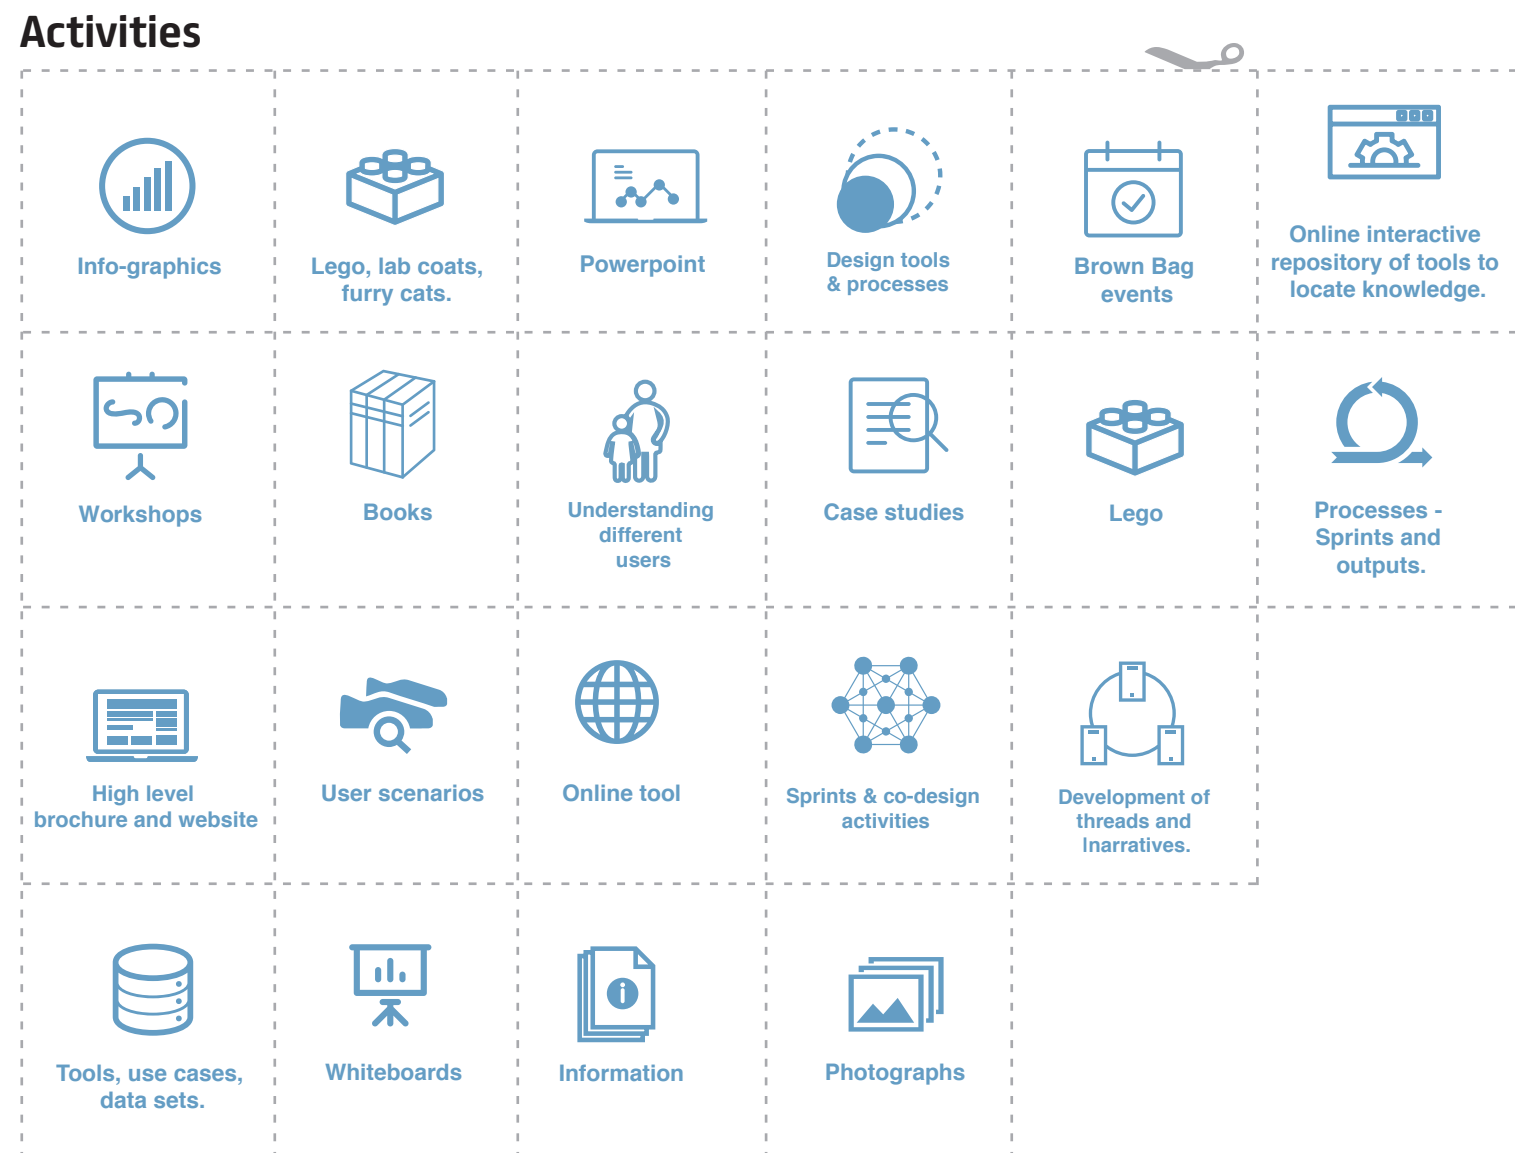 Activities
Info-graphics
Lego, lab coats,
furry cats.
Powerpoint
Design tools
& processes
Brown Bag
events
Online interactive
repository of tools to
locate knowledge.
Workshops
Books
Understanding
different
users
Case studies
Lego
Processes -
Sprints and
outputs.
High level
brochure and website
User scenarios
Online tool
Sprints & co-design
activities
Development of
threads and
lnarratives.
Tools, use cases,
data sets.
Whiteboards
i
Information
Photographs